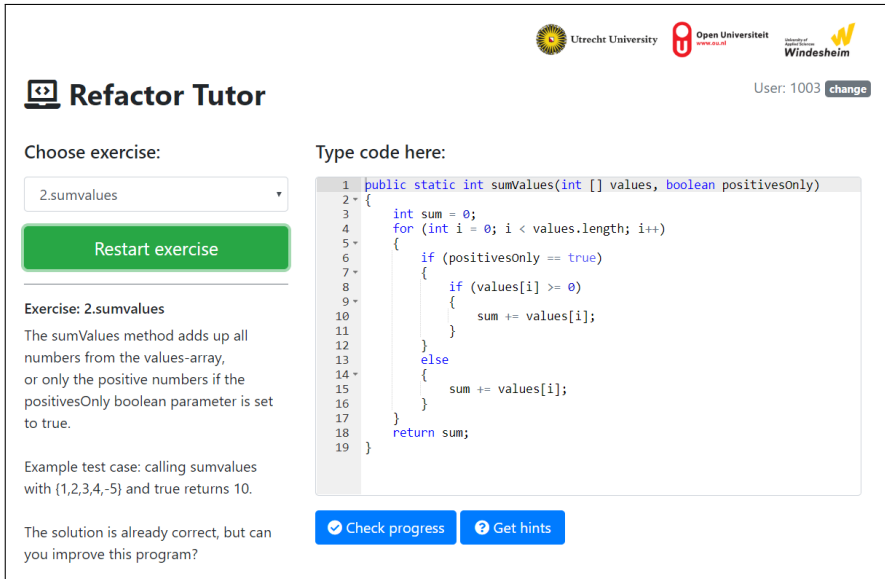 Utrecht University
Open Universiteit
www.ou.nl
University of
Applied Sciences
Windesheim
Refactor Tutor
User: 1003 change
Choose exercise:
2.sumvalues
Restart exercise
Exercise: 2.sumvalues
The sumValues method adds up all
numbers from the values-array,
or only the positive numbers if the
positivesOnly boolean parameter is set
to true.
Example test case: calling sumvalues
with {1,2,3,4,-5} and true returns 10.
The solution is already correct, but can
you improve this program?
Type code here:
1 public static int sumValues(int [] values, boolean positivesOnly)
2 {
3 int sum = 0;
4 for (int i = 0; i < values.length; i++)
5 {
6 if (positivesOnly == true)
7 {
8 if (values[i] >= 0)
9 {
10 sum += values[i];
11 }
12 }
13 else
14 {
15 sum += values[i];
16 }
17 }
18 return sum;
19 }
Check progress
Get hints